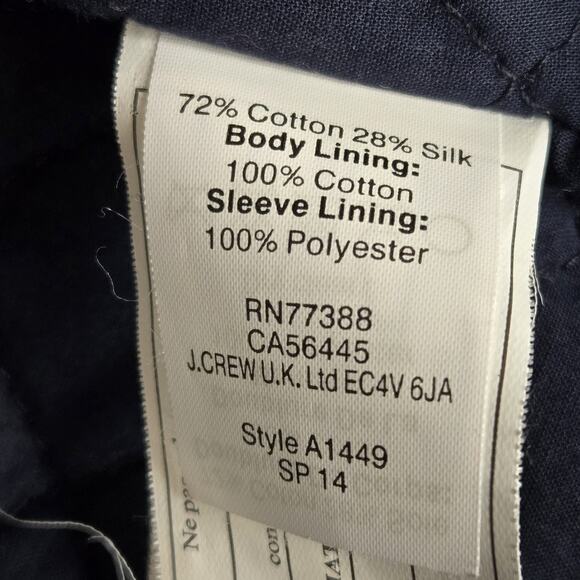 72% Cotton 28% Silk
Body Lining:
100% Cotton
Sleeve Lining:
100% Polyester
RN77388
CA56445
J.CREW U.K. Ltd EC4V 6JA
Style A1449
SP 14
Ne